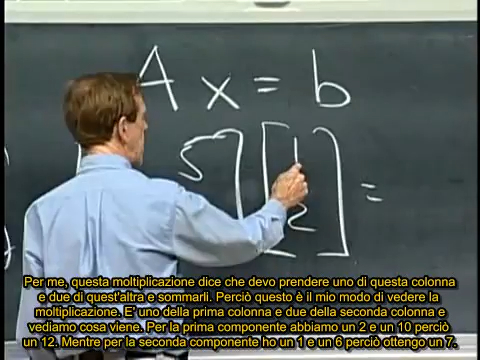 A x = b
5
1
2
=
Per me, questa moltiplicazione dice che devo prendere uno di questa colonna
e due di quest'altra e sommarli. Perciò questo è il mio modo di vedere la
moltiplicazione. E' uno della prima colonna e due della seconda colonna e
vediamo cosa viene. Per la prima componente abbiamo un 2 e un 10 perciò
un 12. Mentre per la seconda componente ho un 1 e un 6 perciò ottengo un 7.